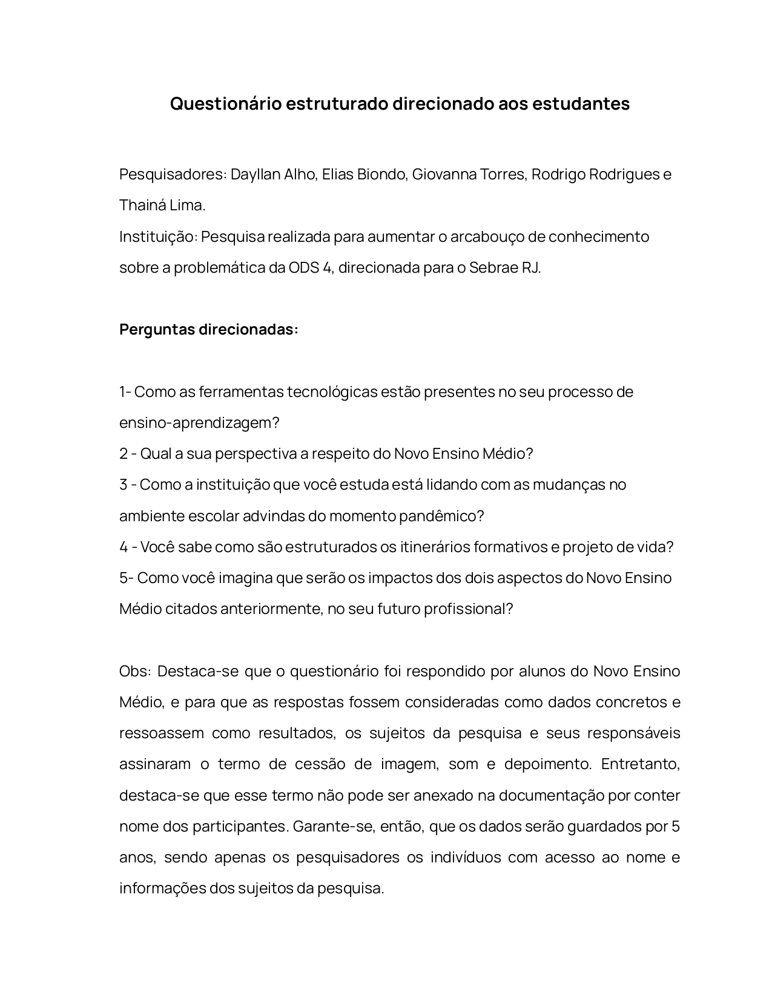 Questionário estruturado direcionado aos estudantes
Pesquisadores: Dayllan Alho, Elias Biondo, Giovanna Torres, Rodrigo Rodrigues e
Thainá Lima.
Instituição: Pesquisa realizada para aumentar o arcabouço de conhecimento
sobre a problemática da ODS 4, direcionada para o Sebrae RJ.
Perguntas direcionadas:
1- Como as ferramentas tecnológicas estão presentes no seu processo de
ensino-aprendizagem?
2 - Qual a sua perspectiva a respeito do Novo Ensino Médio?
3 - Como a instituição que você estuda está lidando com as mudanças no
ambiente escolar advindas do momento pandêmico?
4 - Você sabe como são estruturados os itinerários formativos e projeto de vida?
5- Como você imagina que serão os impactos dos dois aspectos do Novo Ensino
Médio citados anteriormente, no seu futuro profissional?
Obs: Destaca-se que o questionário foi respondido por alunos do Novo Ensino
Médio, e para que as respostas fossem consideradas como dados concretos e
ressoassem como resultados, os sujeitos da pesquisa e seus responsáveis
assinaram o termo de cessão de imagem, som e depoimento. Entretanto,
destaca-se que esse termo não pode ser anexado na documentação por conter
nome dos participantes. Garante-se, então, que os dados serão guardados por 5
anos, sendo apenas os pesquisadores os indivíduos com acesso ao nome e
informações dos sujeitos da pesquisa.